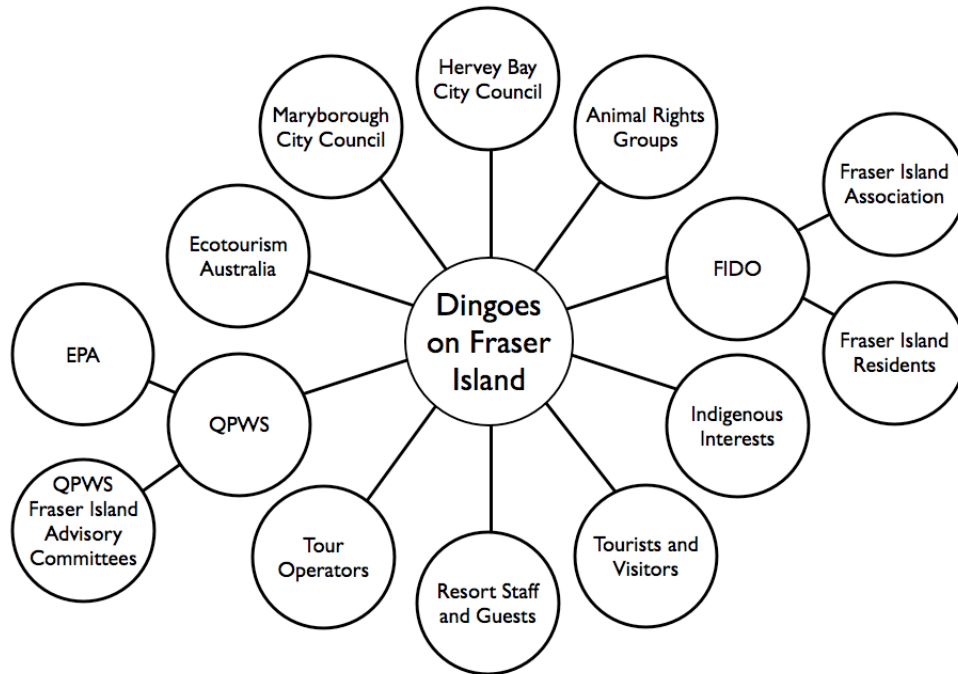 Hervey Bay
City Council
Maryborough
City Council
Animal Rights
Groups
Fraser Island
Association
Ecotourism
Australia
FIDO
Dingoes
on Fraser
Island
EPA
Fraser Island
Residents
QPWS
Indigenous
Interests
QPWS
Fraser Island
Advisory
Committees
Tour
Operators
Tourists and
Visitors
Resort Staff
and Guests